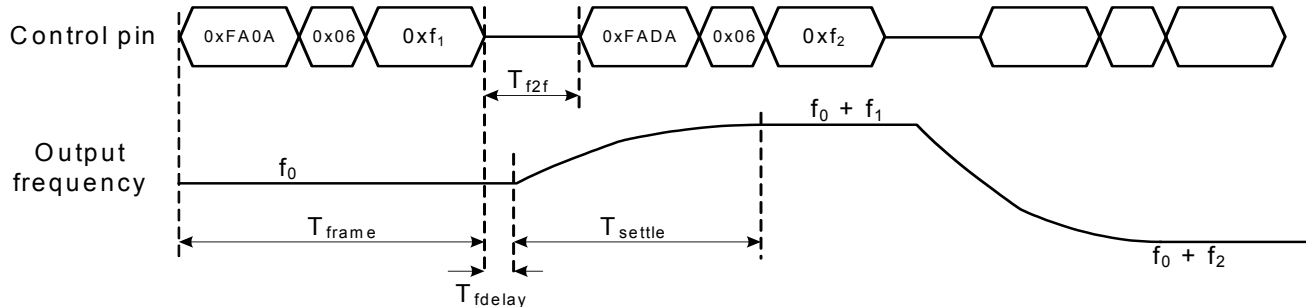 Control pin 0xFA0A 0x06 0xf1 0xFADA 0x06 0xf2
Tf2f
f0 + f1
Output frequency
f0
Tframe
Tsettle
f0 + f2
Tfdelay